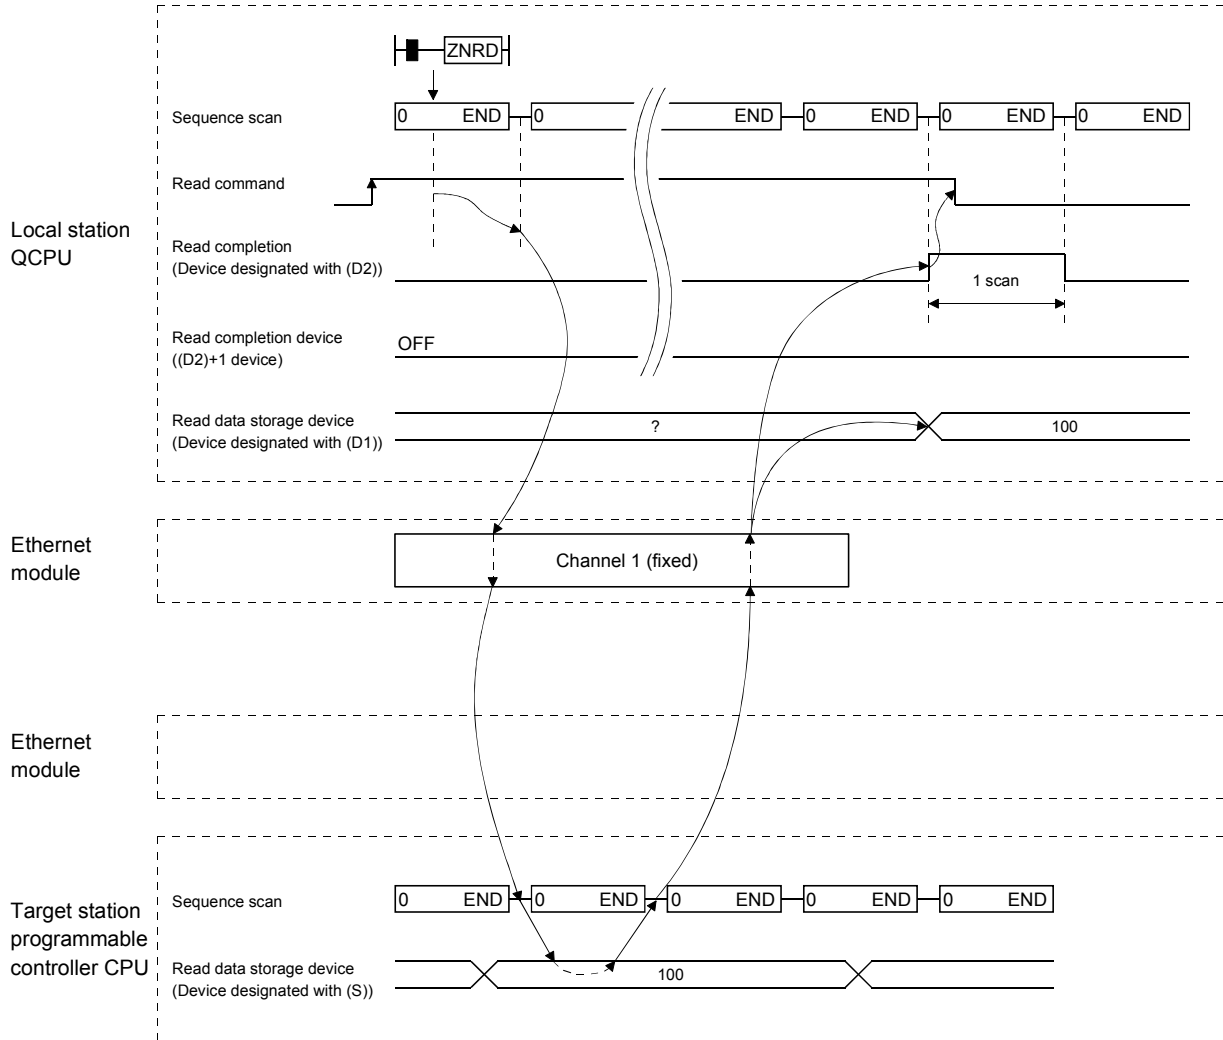 ZNRD
Sequence scan
0 END 0 END 0 END 0 END 0 END
Read command
Local station
QCPU
Read completion
(Device designated with (D2))
1 scan
Read completion device
((D2)+1 device)
OFF
Read data storage device
(Device designated with (D1))
? 100
Ethernet
module
Channel 1 (fixed)
Ethernet
module
Target station
programmable
controller CPU
Sequence scan
0 END 0 END 0 END 0 END 0 END
Read data storage device
(Device designated with (S))
100